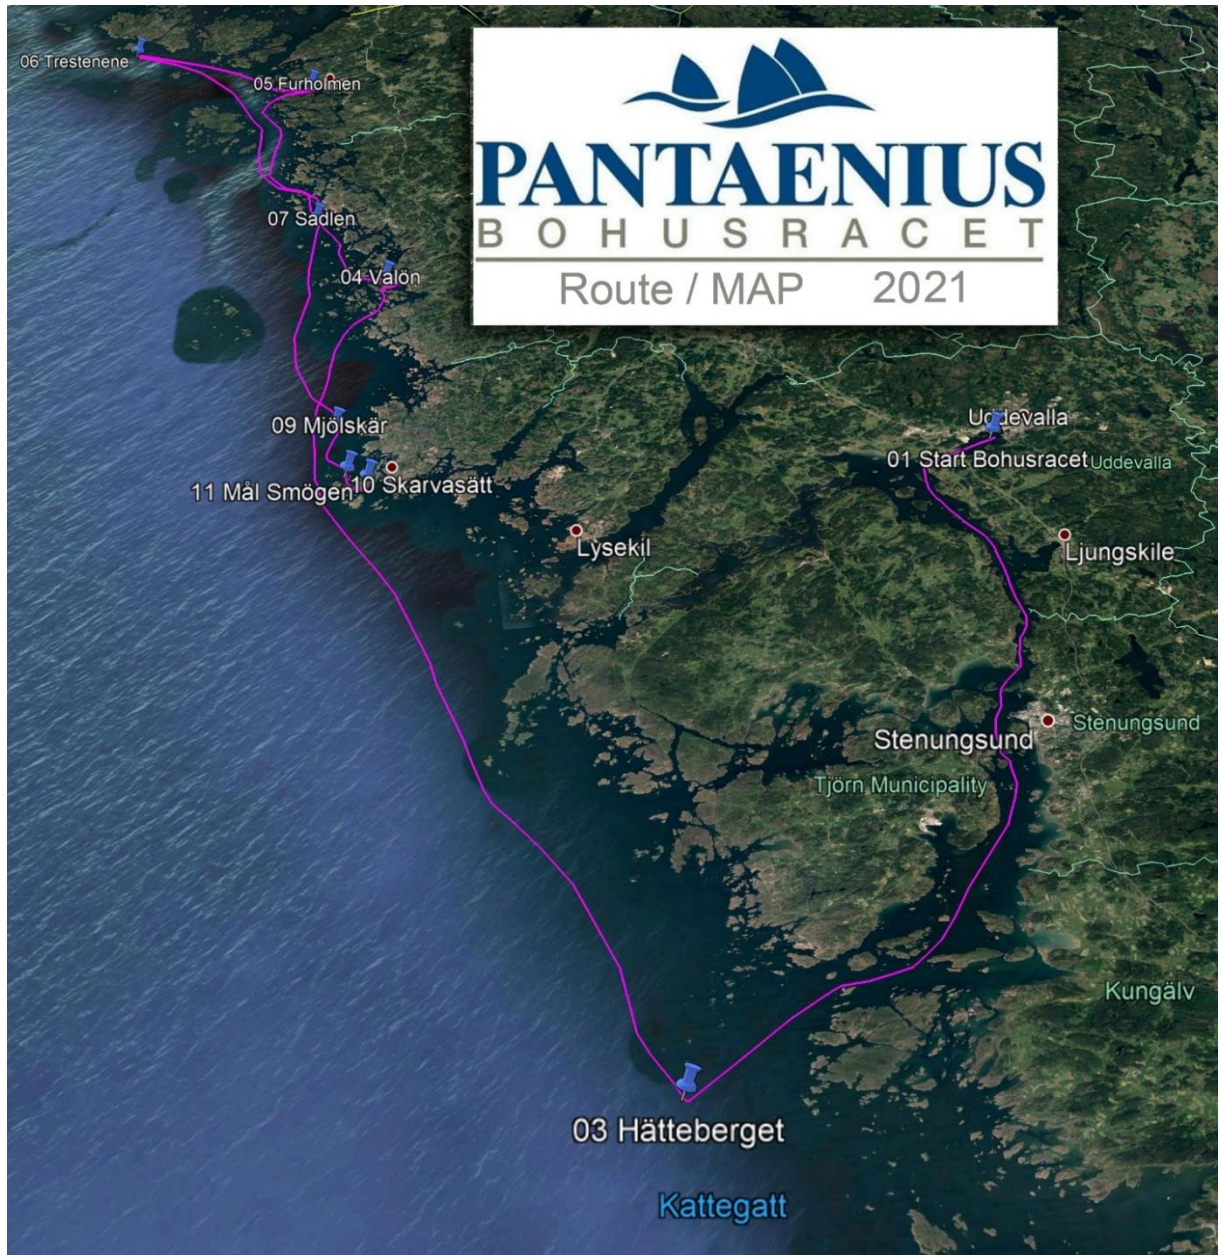 PANTAENIUS
BOHUSRACET
Route / MAP 2021
06 Trestenene
05 Furholmen
07 Sadlen
04 Valön
09 Mjölskär
Uddevalla
01 Start Bohusracet
Uddevalla
11 Mål Smögen
10 Skarvasätt
Lysekil
Ljungskile
Stenungsund
Stenungsund
Tjörn Municipality
Kungälv
03 Hätteberget
Kattegatt